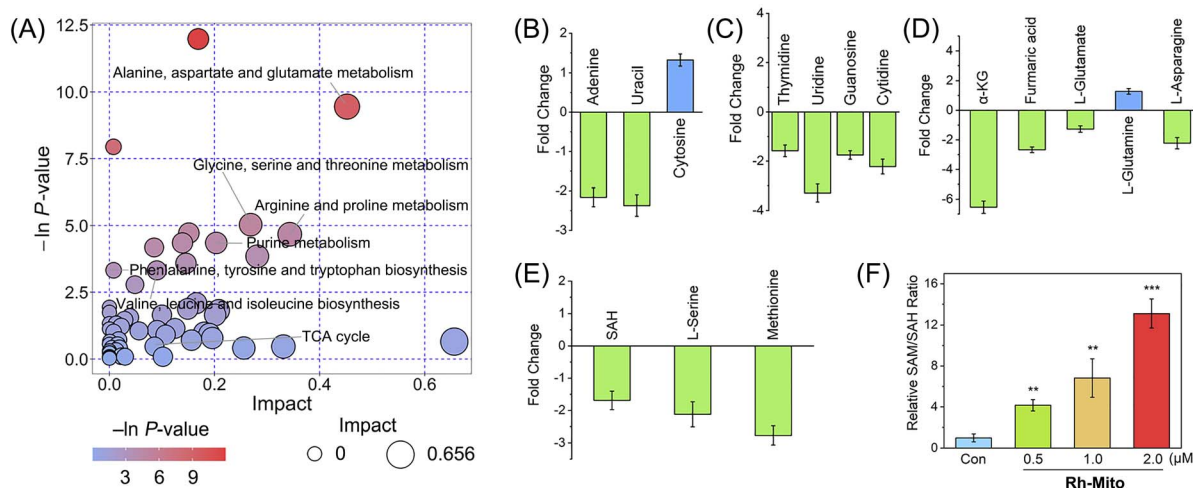 (A)
12.5
10.0
7.5
5.0
2.5
0.0
–ln P-value
Alanine, aspartate and glutamate metabolism
Glycine, serine and threonine metabolism
Arginine and proline metabolism
Purine metabolism
Phenlalanine, tyrosine and tryptophan biosynthesis
Valine, leucine and isoleucine biosynthesis
TCA cycle
0.0 0.2 0.4 0.6
Impact
–ln P-value
3 6 9
Impact
0 0.656
(B)
Fold Change
2
1
0
-1
-2
-3
Adenine
Uracil
Cytosine
(C)
Fold Change
4
2
0
-2
-4
Thymidine
Uridine
Guanosine
Cytidine
(D)
Fold Change
4
2
0
-2
-4
-6
α-KG
Furmaric acid
L-Glutamate
L-Glutamine
L-Asparagine
(E)
Fold Change
2
1
0
-1
-2
-3
SAH
L-Serine
Methionine
(F)
Relative SAM/SAH Ratio
16
12
8
4
0
**
**
***
Con 0.5 1.0 2.0 (μM
Rh-Mito